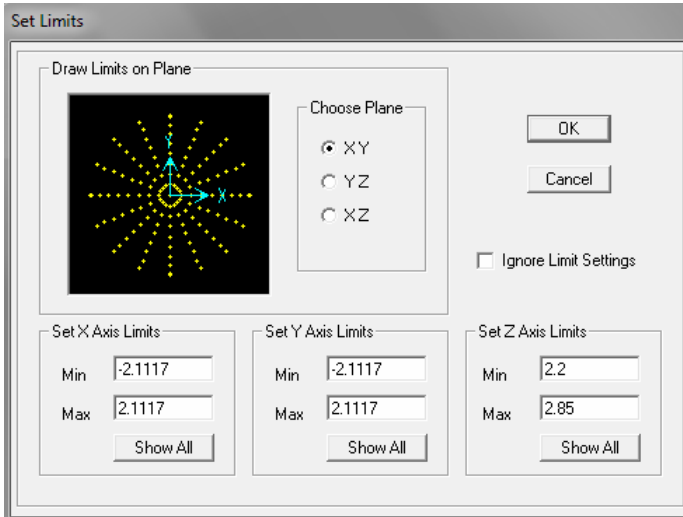 Set Limits
Draw Limits on Plane
Y
X
Choose Plane
XY
YZ
XZ
OK
Cancel
Ignore Limit Settings
Set X Axis Limits
Min -2.1117
Max 2.1117
Show All
Set Y Axis Limits
Min -2.1117
Max 2.1117
Show All
Set Z Axis Limits
Min 2.2
Max 2.85
Show All